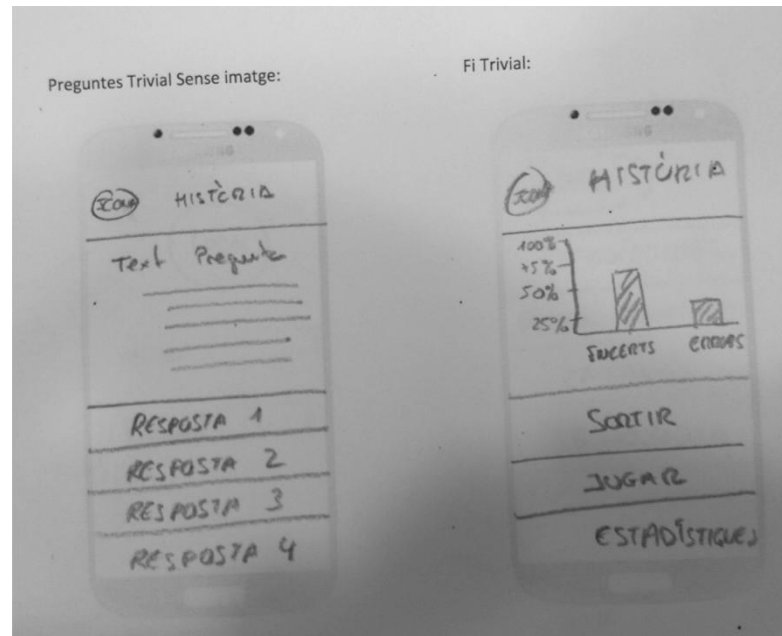 Preguntes Trivial Sense imatge:
ICONA HISTÒRIA
Text Pregunta
RESPOSTA 1
RESPOSTA 2
RESPOSTA 3
RESPOSTA 4
Fi Trivial:
HISTÒRIA
100%
75%
50%
25%
ENCERTS ERRORS
SORTIR
JUGAR
ESTADÍSTIQUES